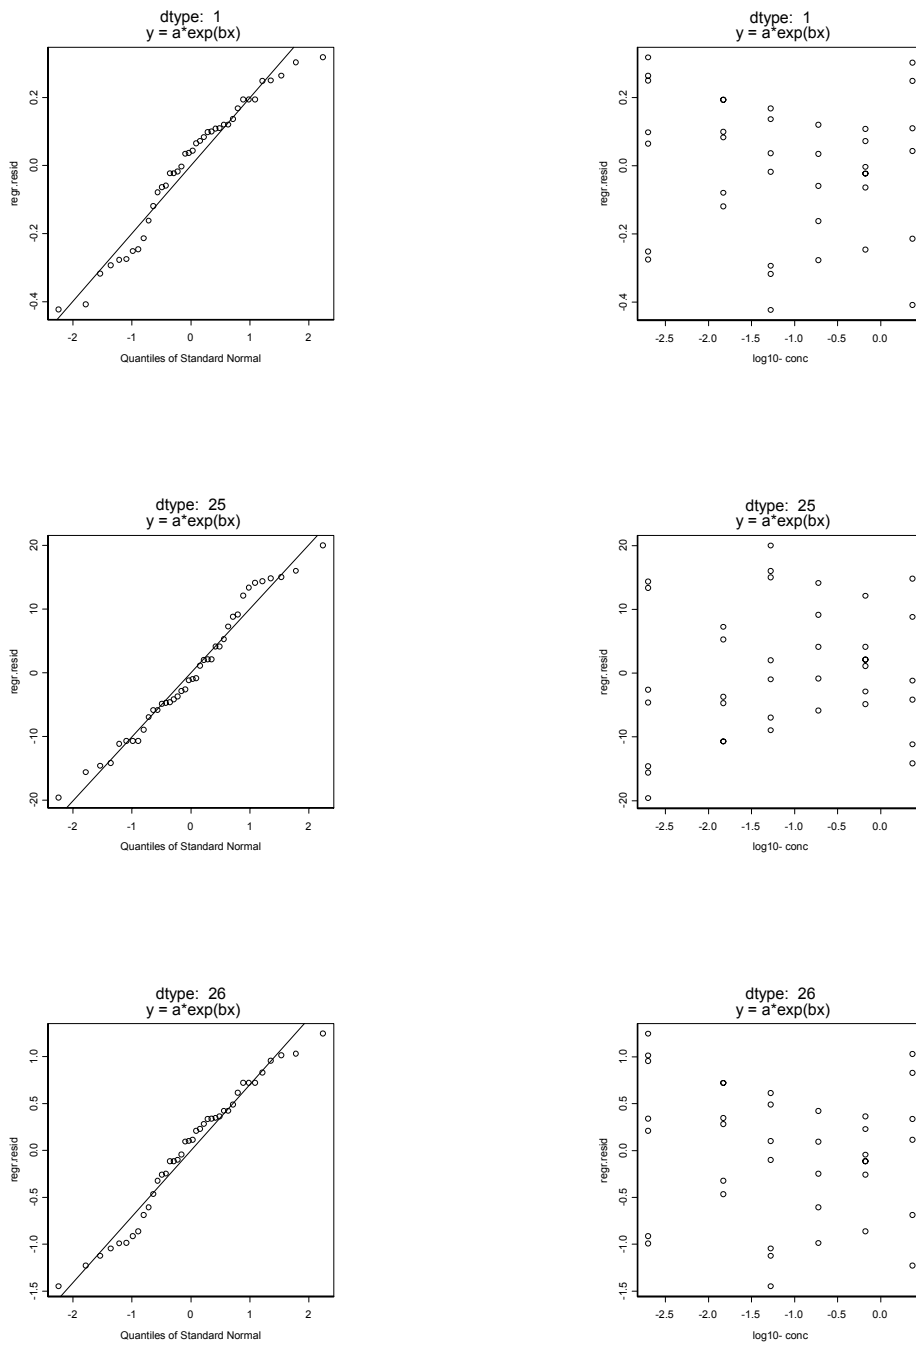 dtype: 1
y = a*exp(bx)
regr.resid
0.2
0.0
-0.2
-0.4
-2 -1 0 1 2
Quantiles of Standard Normal
dtype: 1
y = a*exp(bx)
regr.resid
0.2
0.0
-0.2
-0.4
-2.5 -2.0 -1.5 -1.0 -0.5 0.0
log10- conc
dtype: 25
y = a*exp(bx)
regr.resid
20
10
0
-10
-20
-2 -1 0 1 2
Quantiles of Standard Normal
dtype: 25
y = a*exp(bx)
regr.resid
20
10
0
-10
-20
-2.5 -2.0 -1.5 -1.0 -0.5 0.0
log10- conc
dtype: 26
y = a*exp(bx)
regr.resid
1.0
0.5
0.0
-0.5
-1.0
-1.5
-2 -1 0 1 2
Quantiles of Standard Normal
dtype: 26
y = a*exp(bx)
regr.resid
1.0
0.5
0.0
-0.5
-1.0
-1.5
-2.5 -2.0 -1.5 -1.0 -0.5 0.0
log10- conc